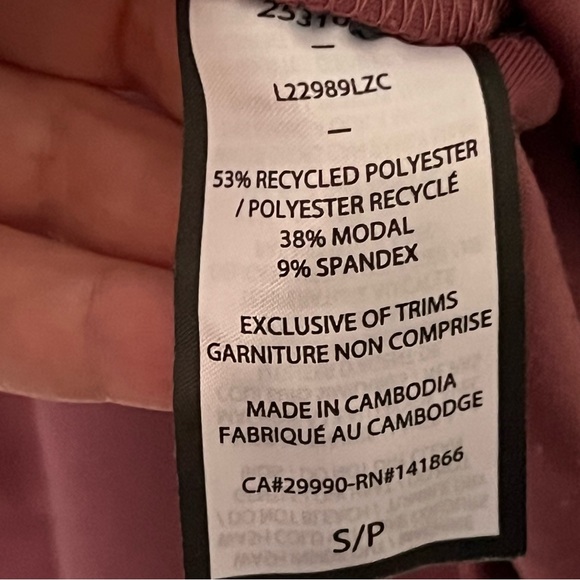 L22989LZC
53% RECYCLED POLYESTER
/ POLYESTER RECYCLÉ
38% MODAL
9% SPANDEX
EXCLUSIVE OF TRIMS
GARNITURE NON COMPRISE
MADE IN CAMBODIA
FABRIQUÉ AU CAMBODGE
CA#29990-RN#141866
S/P